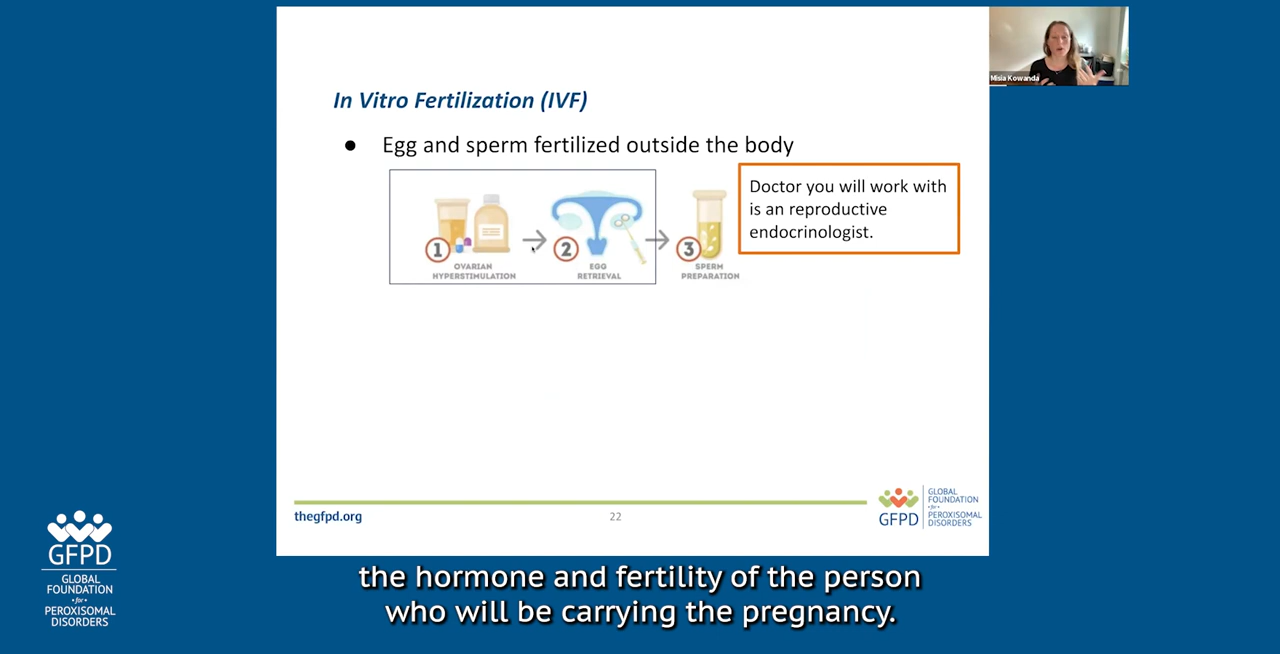 Misia Kowanda
In Vitro Fertilization (IVF)
● Egg and sperm fertilized outside the body
Doctor you will work with
is an reproductive
endocrinologist.
1
OVARIAN
HYPERSTIMULATION
2
EGG
RETRIEVAL
3
SPERM
PREPARATION
thegfpd.org
22
GFPD
GLOBAL
FOUNDATION
•for•
PEROXISOMAL
DISORDERS
GFPD
GLOBAL
FOUNDATION
•for•
PEROXISOMAL
DISORDERS
the hormone and fertility of the person
who will be carrying the pregnancy.